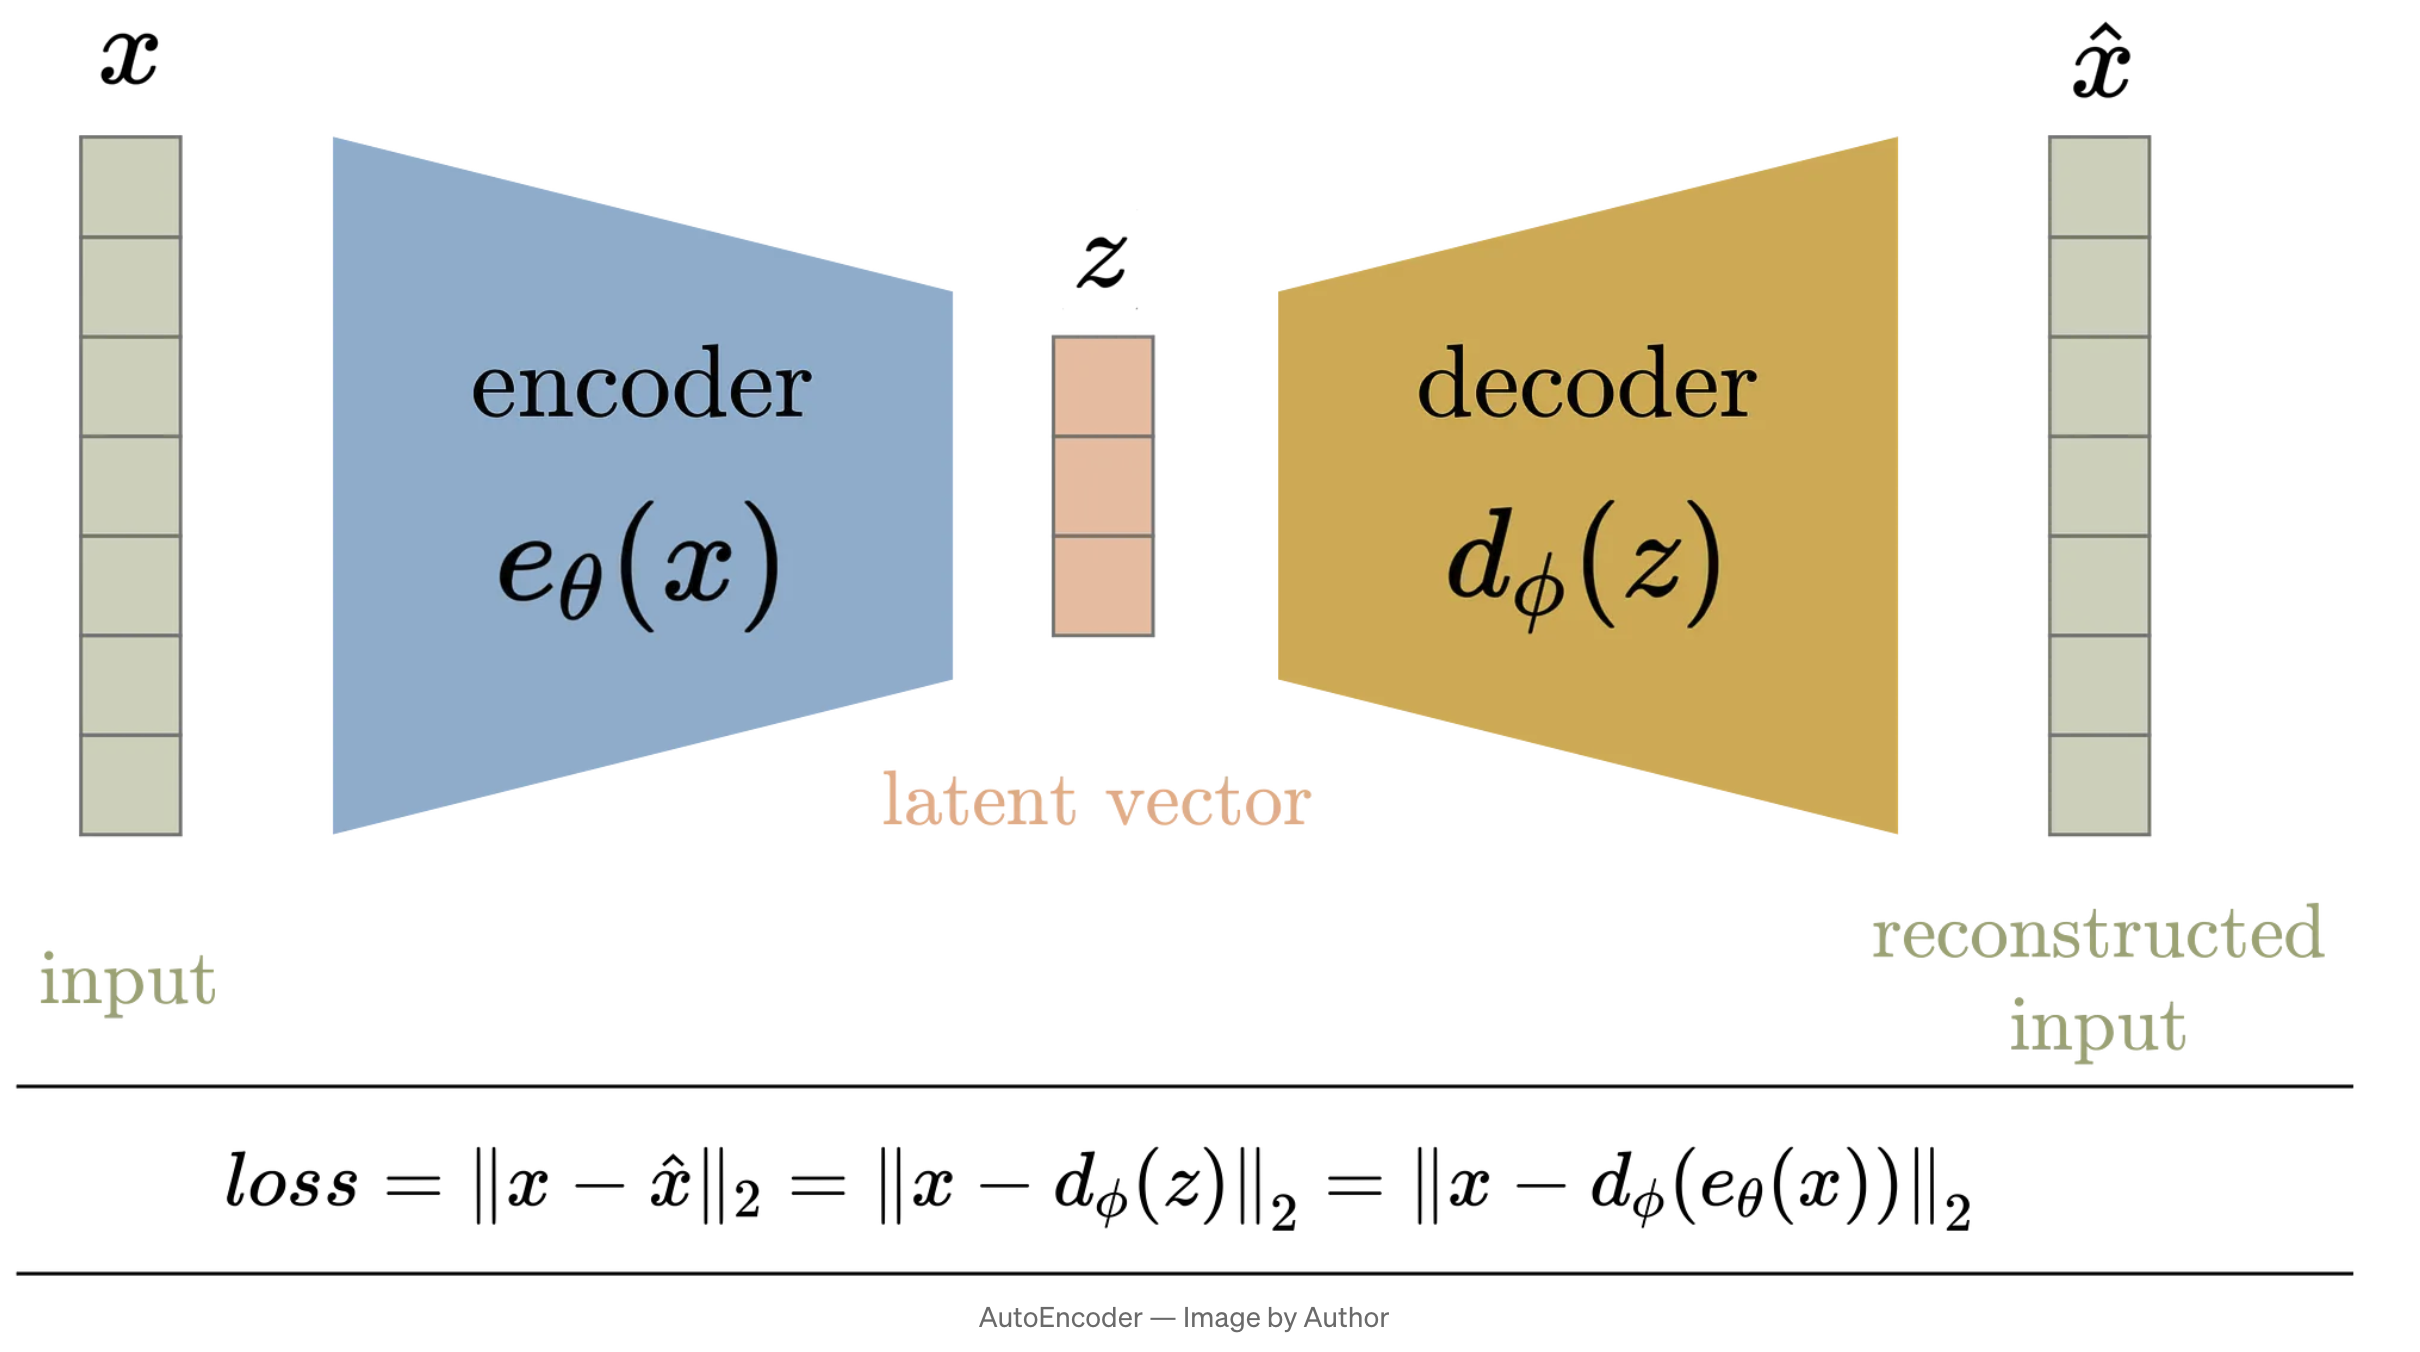 x
x̂
z
encoder
decoder
e_θ(x)
d_ϕ(z)
latent vector
input
reconstructed
input
loss = ‖x − x̂‖₂ = ‖x − d_ϕ(z)‖₂ = ‖x − d_ϕ(e_θ(x))‖₂
AutoEncoder — Image by Author